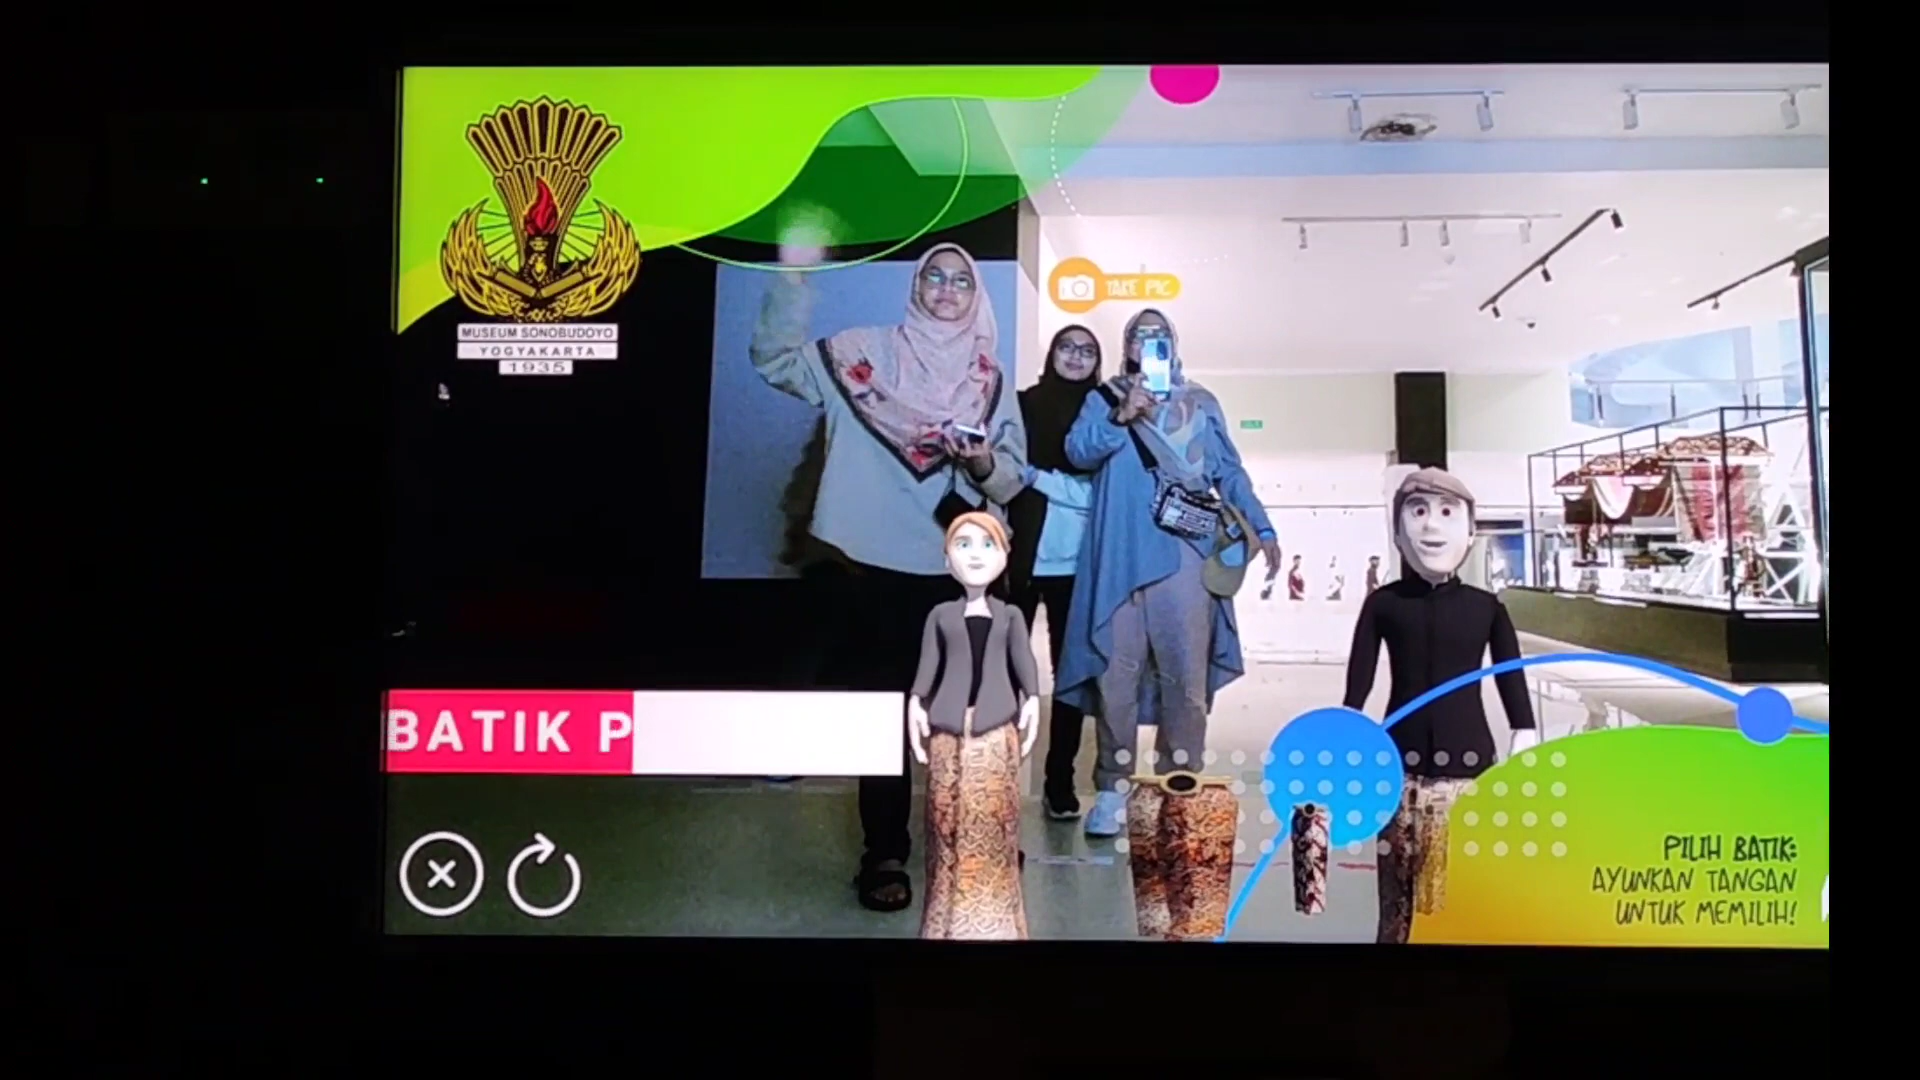 MUSEUM SONOBUDOYO
YOGYAKARTA
1935
TAKE PIC
BATIK P
PILIH BATIK:
AYUNKAN TANGAN
UNTUK MEMILIH!